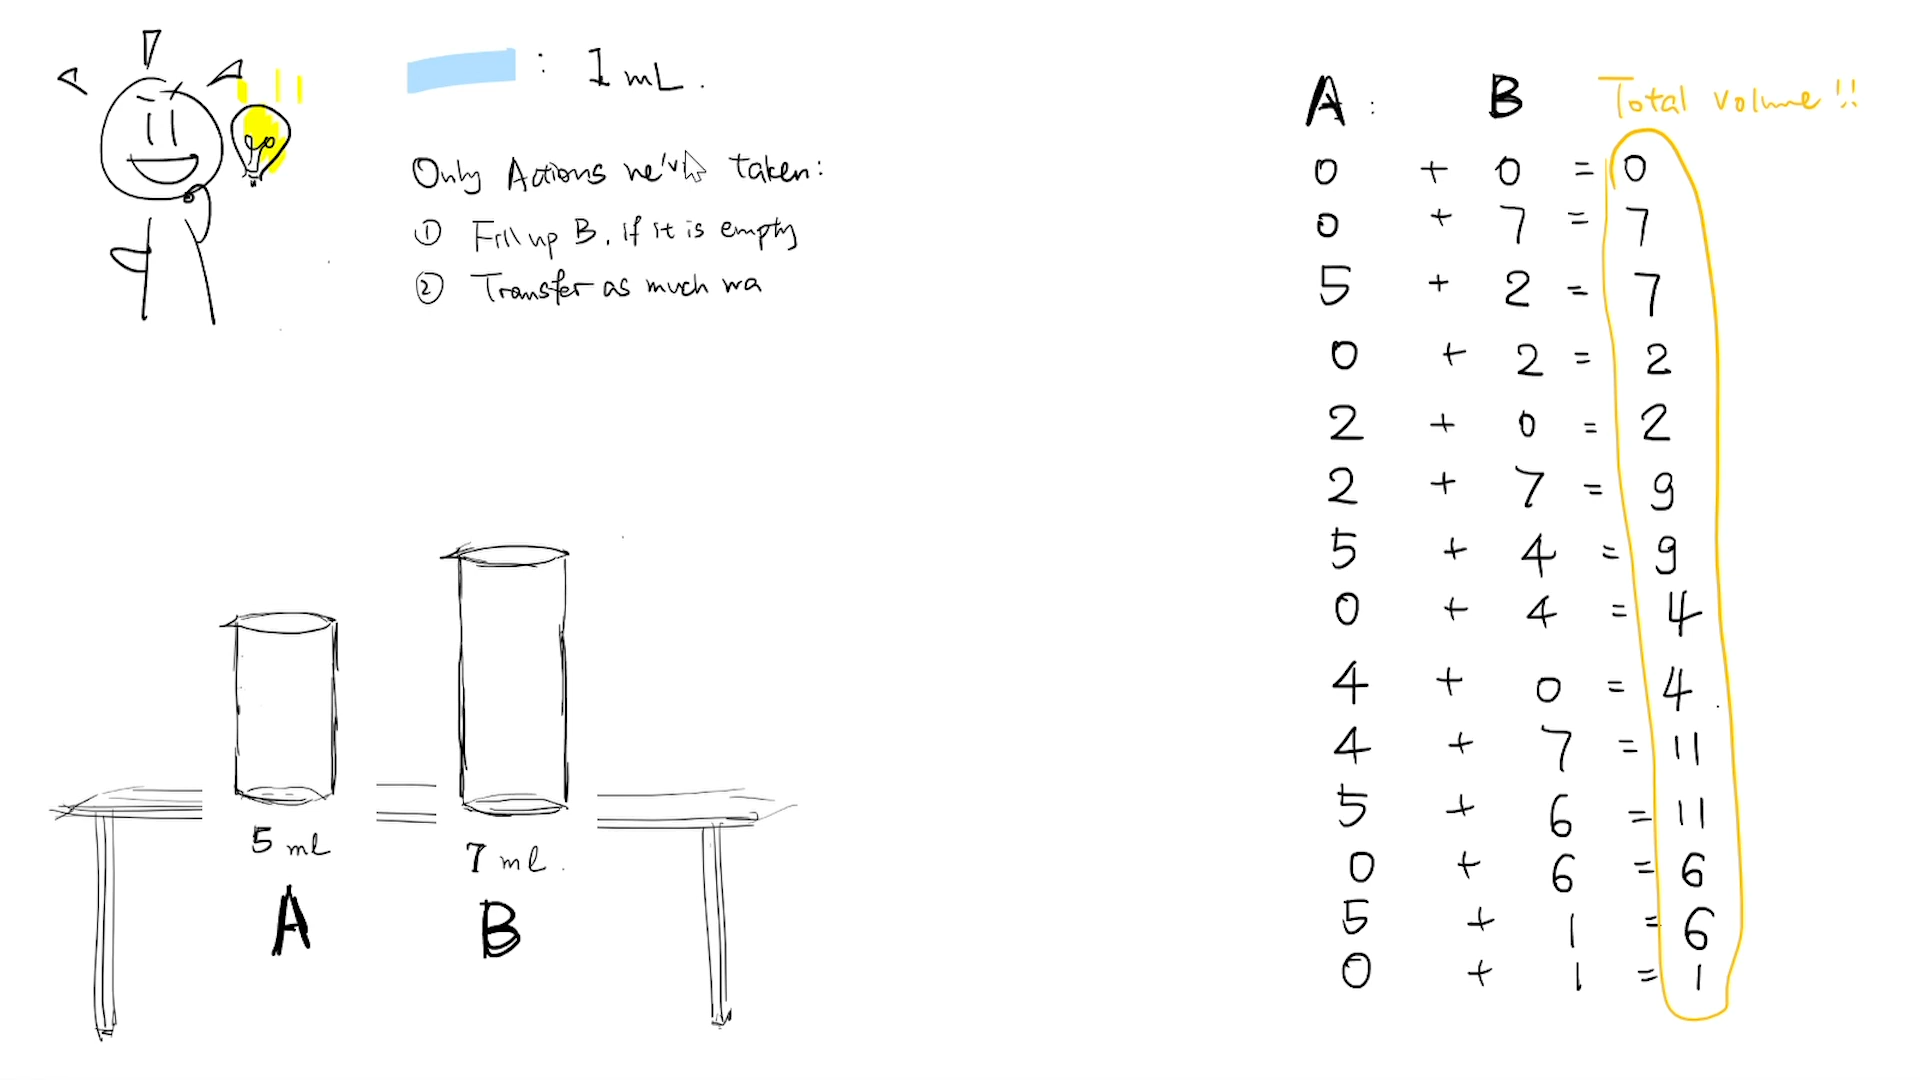 : 1 mL.
Only Actions we've taken:
① Fill up B, if it is empty
② Transfer as much wa
5 ml
A
7 ml.
B
A: B Total volume!!
0 + 0 = 0
0 + 7 = 7
5 + 2 = 7
0 + 2 = 2
2 + 0 = 2
2 + 7 = 9
5 + 4 = 9
0 + 4 = 4
4 + 0 = 4
4 + 7 = 11
5 + 6 = 11
0 + 6 = 6
5 + 1 = 6
0 + 1 = 1